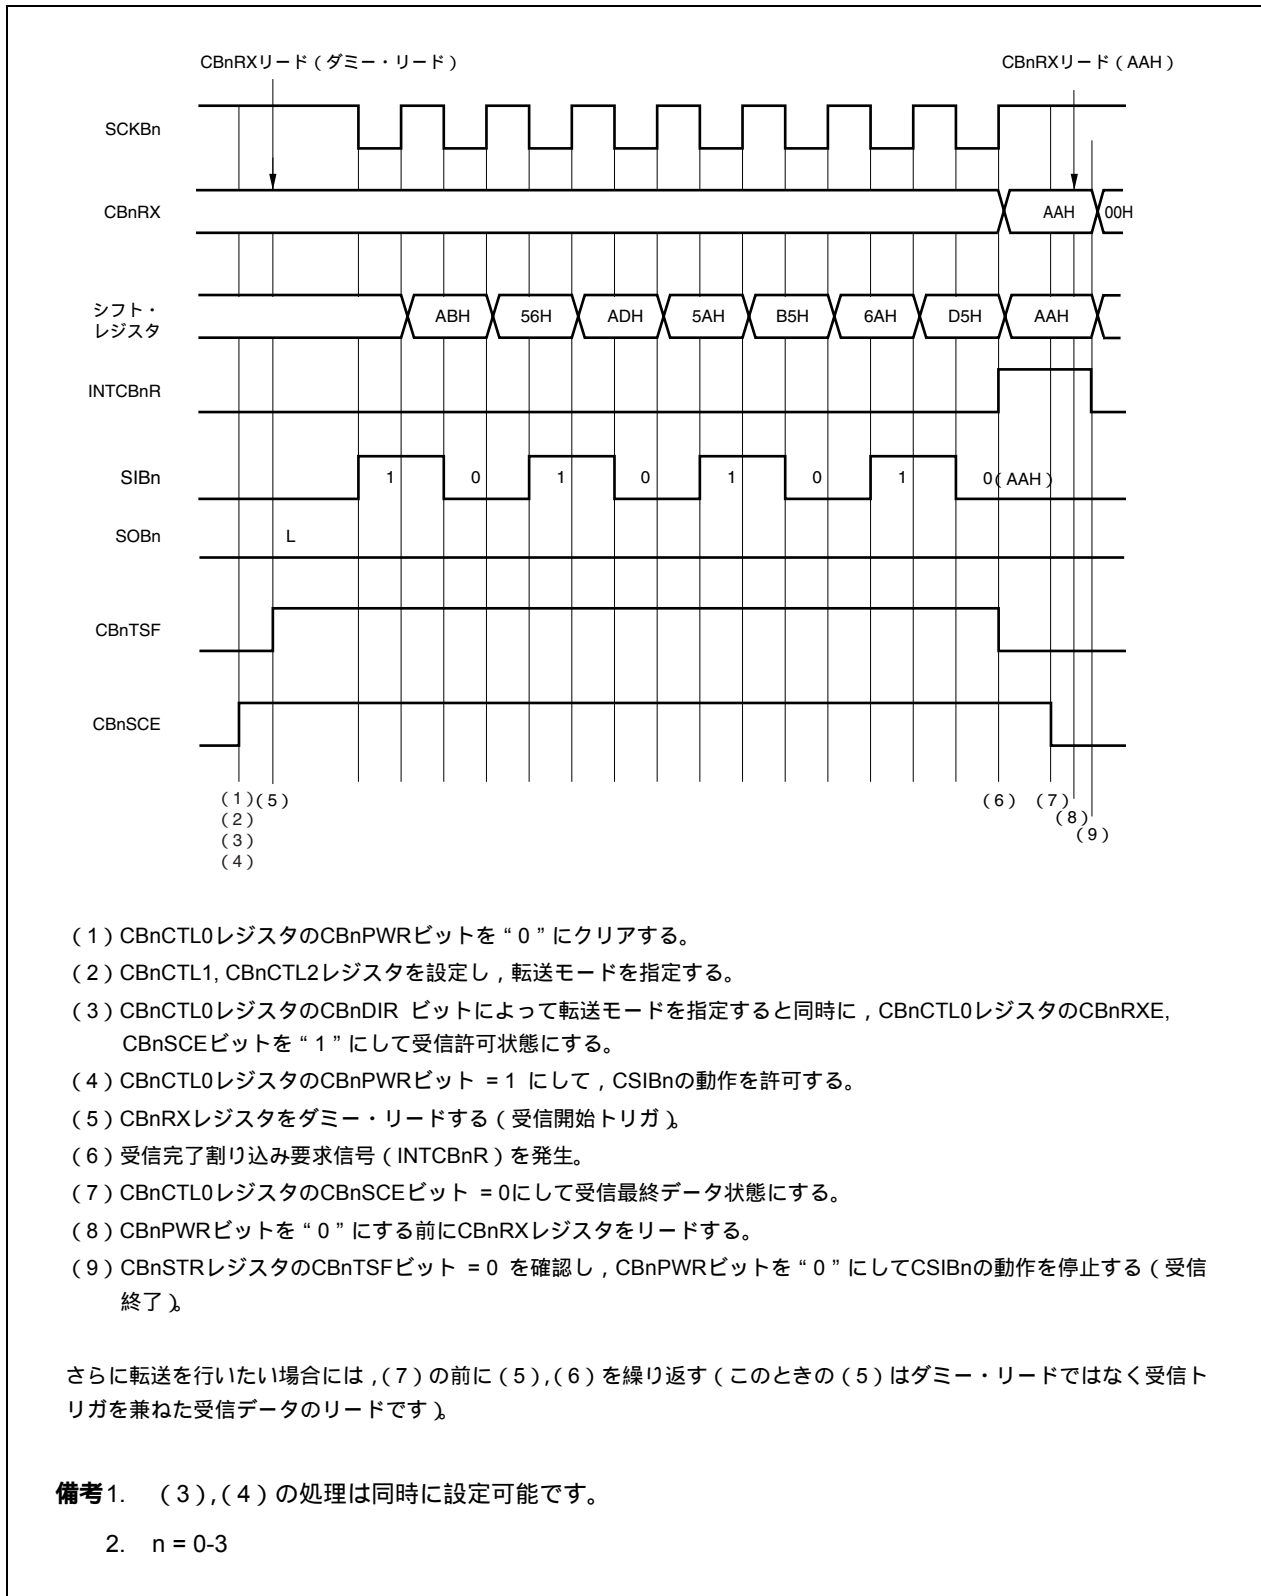 CBnRXリード（ダミー・リード）
CBnRXリード（AAH）
SCKBn
CBnRX
AAH
00H
シフト・
レジスタ
ABH
56H
ADH
5AH
B5H
6AH
D5H
AAH
INTCBnR
SIBn
1
0
1
0
1
0
1
0（AAH）
SOBn
L
CBnTSF
CBnSCE
（1）（5）
（2）
（3）
（4）
（6）
（7）
（8）
（9）
（1）CBnCTL0レジスタのCBnPWRビットを“0”にクリアする。
（2）CBnCTL1, CBnCTL2レジスタを設定し，転送モードを指定する。
（3）CBnCTL0レジスタのCBnDIR ビットによって転送モードを指定すると同時に，CBnCTL0レジスタのCBnRXE,
CBnSCEビットを“1”にして受信許可状態にする。
（4）CBnCTL0レジスタのCBnPWRビット = 1 にして，CSIBnの動作を許可する。
（5）CBnRXレジスタをダミー・リードする（受信開始トリガ）。
（6）受信完了割り込み要求信号（INTCBnR）を発生。
（7）CBnCTL0レジスタのCBnSCEビット = 0にして受信最終データ状態にする。
（8）CBnPWRビットを“0”にする前にCBnRXレジスタをリードする。
（9）CBnSTRレジスタのCBnTSFビット = 0 を確認し，CBnPWRビットを“0”にしてCSIBnの動作を停止する（受信
終了）。
さらに転送を行いたい場合には，（7）の前に（5），（6）を繰り返す（このときの（5）はダミー・リードではなく受信ト
リガを兼ねた受信データのリードです）。
備考1. （3），（4）の処理は同時に設定可能です。
2. n = 0-3